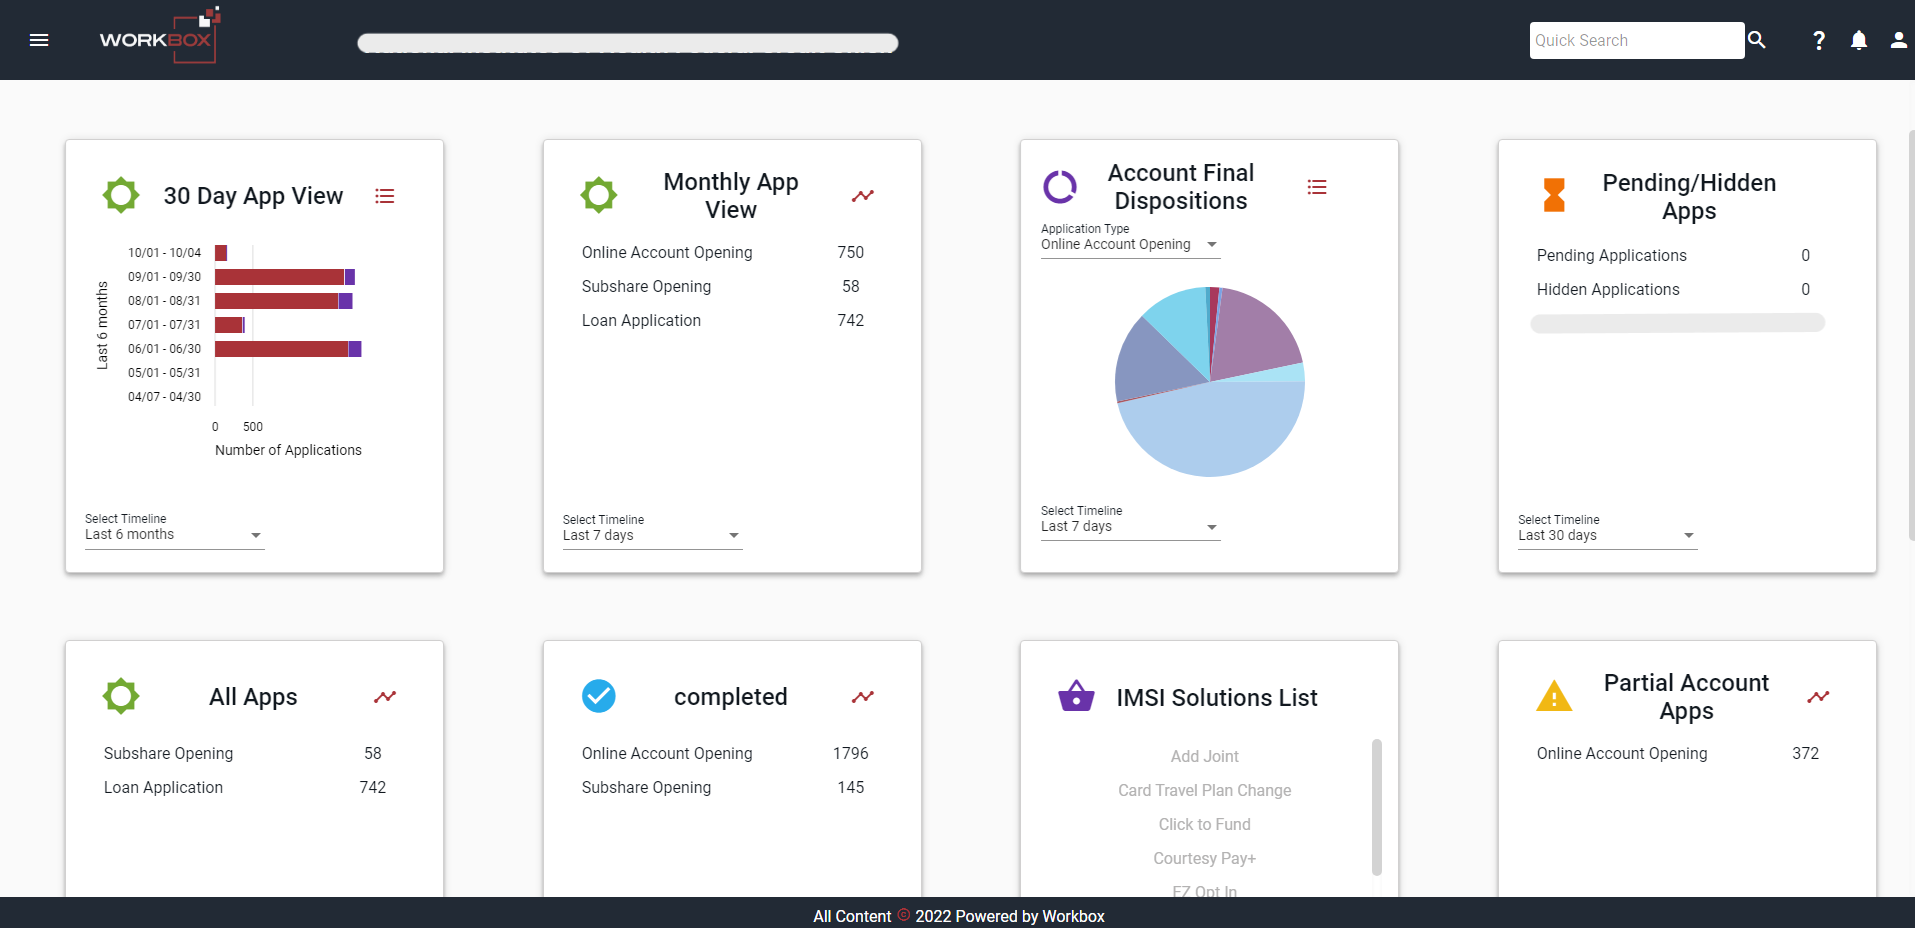 WORKBOX
Quick Search
?
30 Day App View
Last 6 months
10/01 - 10/04
09/01 - 09/30
08/01 - 08/31
07/01 - 07/31
06/01 - 06/30
05/01 - 05/31
04/07 - 04/30
0 500
Number of Applications
Select Timeline
Last 6 months
Monthly App
View
Online Account Opening 750
Subshare Opening 58
Loan Application 742
Select Timeline
Last 7 days
Account Final
Dispositions
Application Type
Online Account Opening
Select Timeline
Last 7 days
Pending/Hidden
Apps
Pending Applications 0
Hidden Applications 0
Select Timeline
Last 30 days
All Apps
Subshare Opening 58
Loan Application 742
completed
Online Account Opening 1796
Subshare Opening 145
IMSI Solutions List
Add Joint
Card Travel Plan Change
Click to Fund
Courtesy Pay+
EZ Opt In
Partial Account
Apps
Online Account Opening 372
All Content © 2022 Powered by Workbox